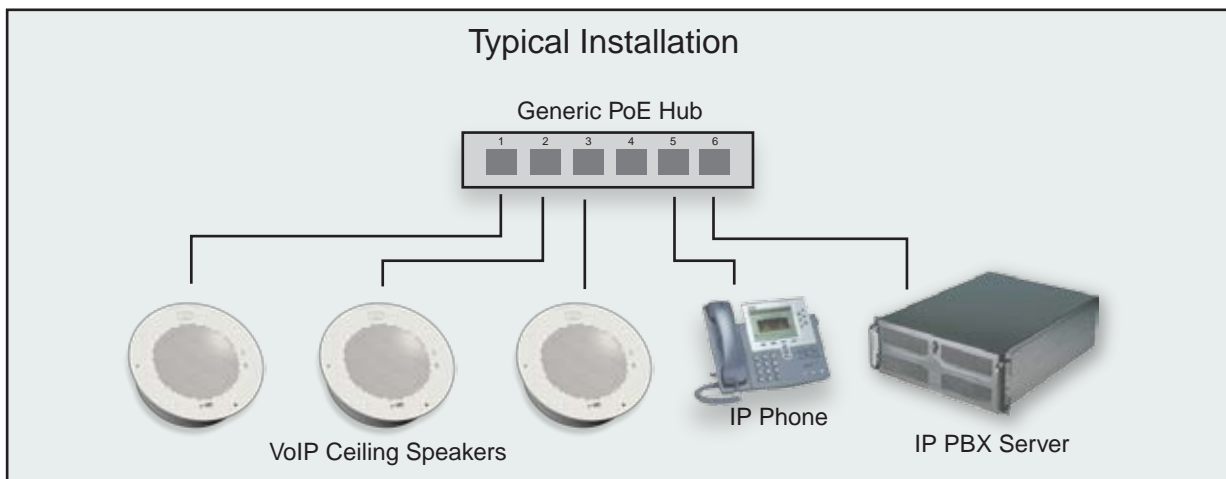 Typical Installation
Generic PoE Hub
1 2 3 4 5 6
IP Phone
VoIP Ceiling Speakers
IP PBX Server